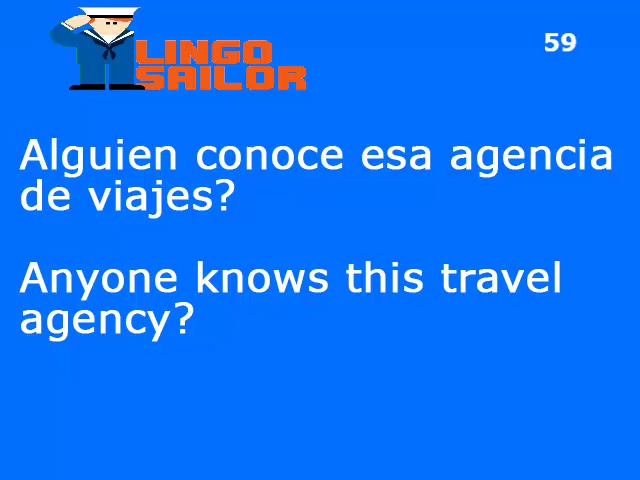 LINGO
SAILOR
59
Alguien conoce esa agencia
de viajes?
Anyone knows this travel
agency?